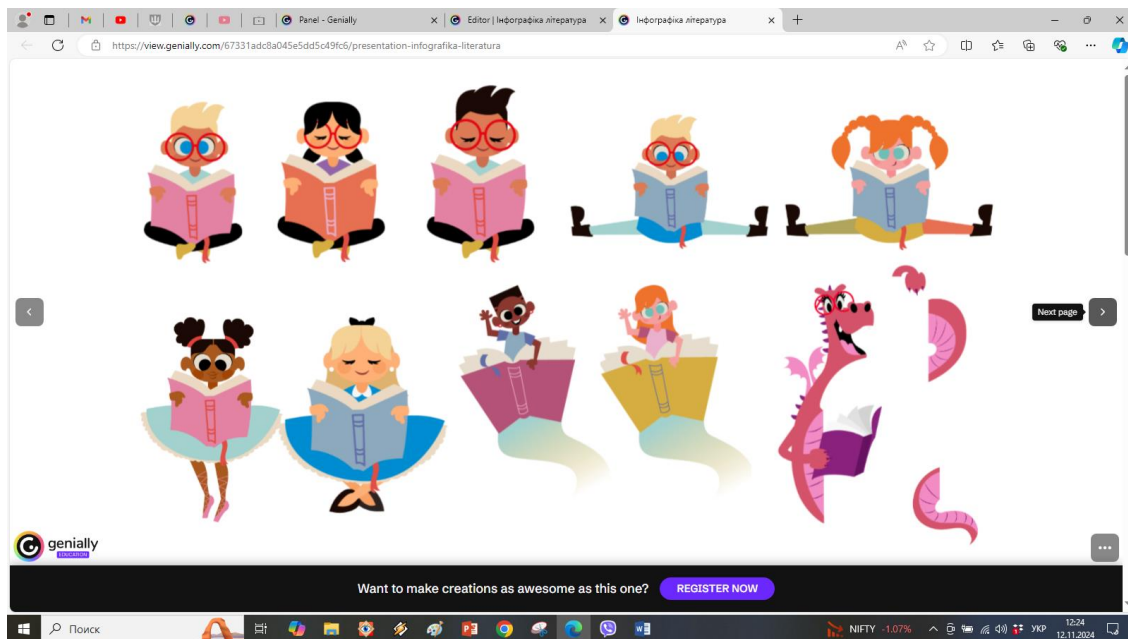 Panel - Genially
Editor | Інфографіка література
Інфографіка література
https://view.genially.com/67331adc8a045e5dd5c49fc6/presentation-infografika-literatura
Next page
genially
EDUCATION
Want to make creations as awesome as this one?
REGISTER NOW
Поиск
NIFTY -1.07%
УКР
12:24
12.11.2024